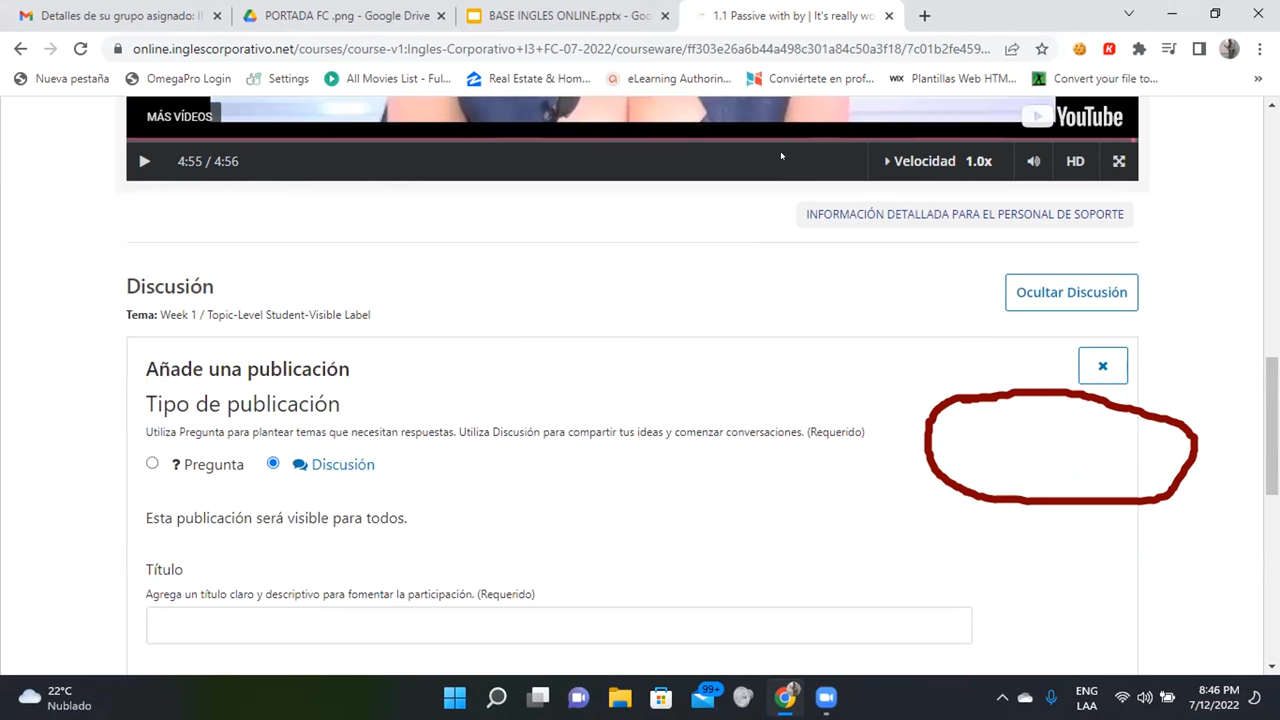 Detalles de su grupo asignado: I
PORTADA FC .png - Google Drive
BASE INGLES ONLINE.pptx - Goo
1.1 Passive with by | It's really wo
online.inglescorporativo.net/courses/course-v1:Ingles-Corporativo+I3+FC-07-2022/courseware/ff303e26a6b44a498c301a84c50a3f18/7c01b2fe459...
Nueva pestaña
OmegaPro Login
Settings
All Movies List - Ful...
Real Estate & Hom...
eLearning Authorin...
Conviértete en prof...
WIX Plantillas Web HTM...
Convert your file to...
»
MÁS VÍDEOS
YouTube
4:55 / 4:56
Velocidad 1.0x
HD
INFORMACIÓN DETALLADA PARA EL PERSONAL DE SOPORTE
Discusión
Ocultar Discusión
Tema: Week 1 / Topic-Level Student-Visible Label
Añade una publicación
Tipo de publicación
Utiliza Pregunta para plantear temas que necesitan respuestas. Utiliza Discusión para compartir tus ideas y comenzar conversaciones. (Requerido)
? Pregunta
Discusión
Esta publicación será visible para todos.
Título
Agrega un título claro y descriptivo para fomentar la participación. (Requerido)
22°C
Nublado
99+
ENG
LAA
8:46 PM
7/12/2022